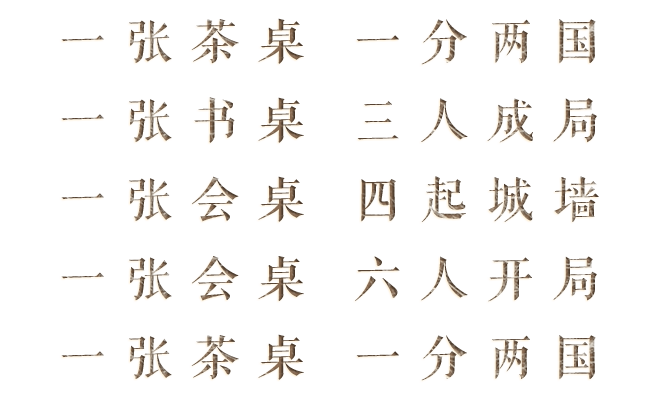 一张茶桌 一分两国
一张书桌 三人成局
一张会桌 四起城墙
一张会桌 六人开局
一张茶桌 一分两国